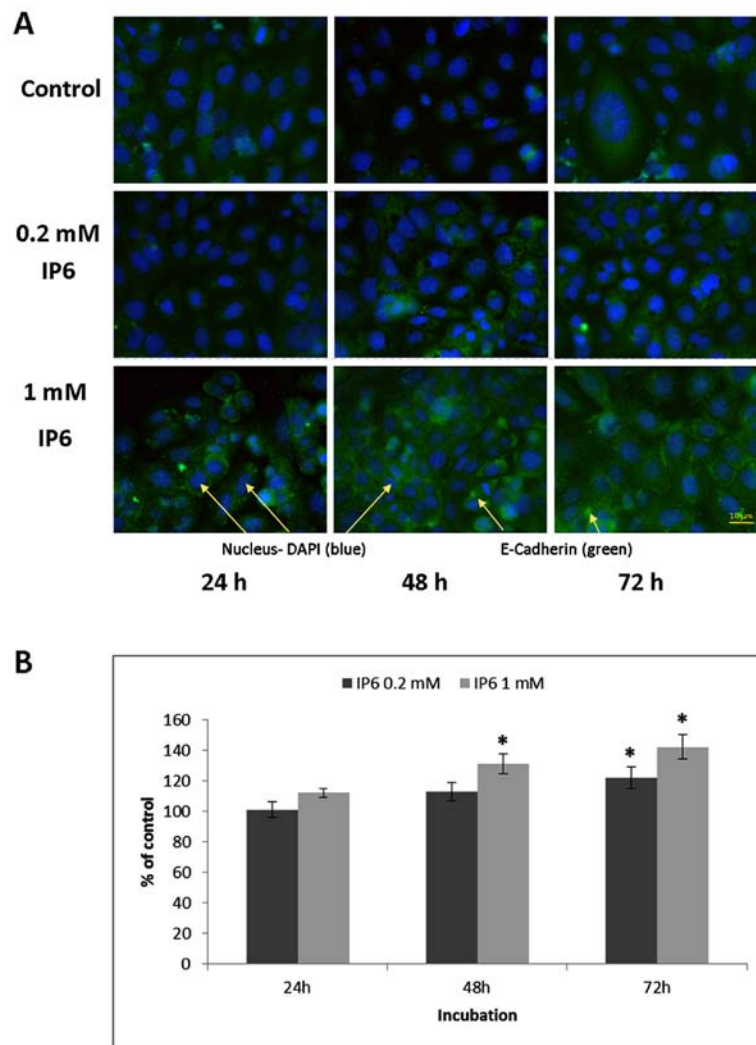 A
Control
0.2 mM
IP6
1 mM
IP6
10 µm
Nucleus- DAPI (blue) E-Cadherin (green)
24 h 48 h 72 h
B
IP6 0.2 mM IP6 1 mM
% of control
160
140
120
100
80
60
40
20
0
* * *
24h 48h 72h
Incubation